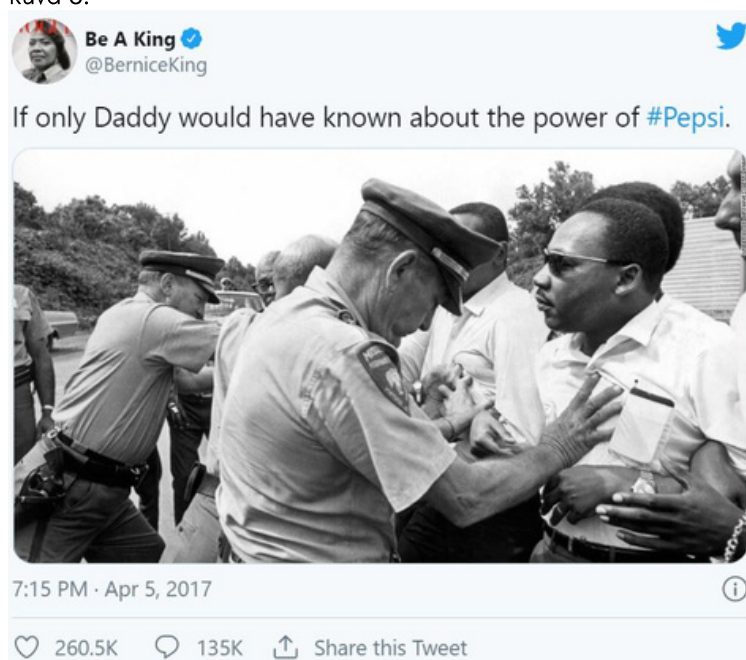 Be A King
@BerniceKing
If only Daddy would have known about the power of #Pepsi.
7:15 PM · Apr 5, 2017
260.5K 135K Share this Tweet